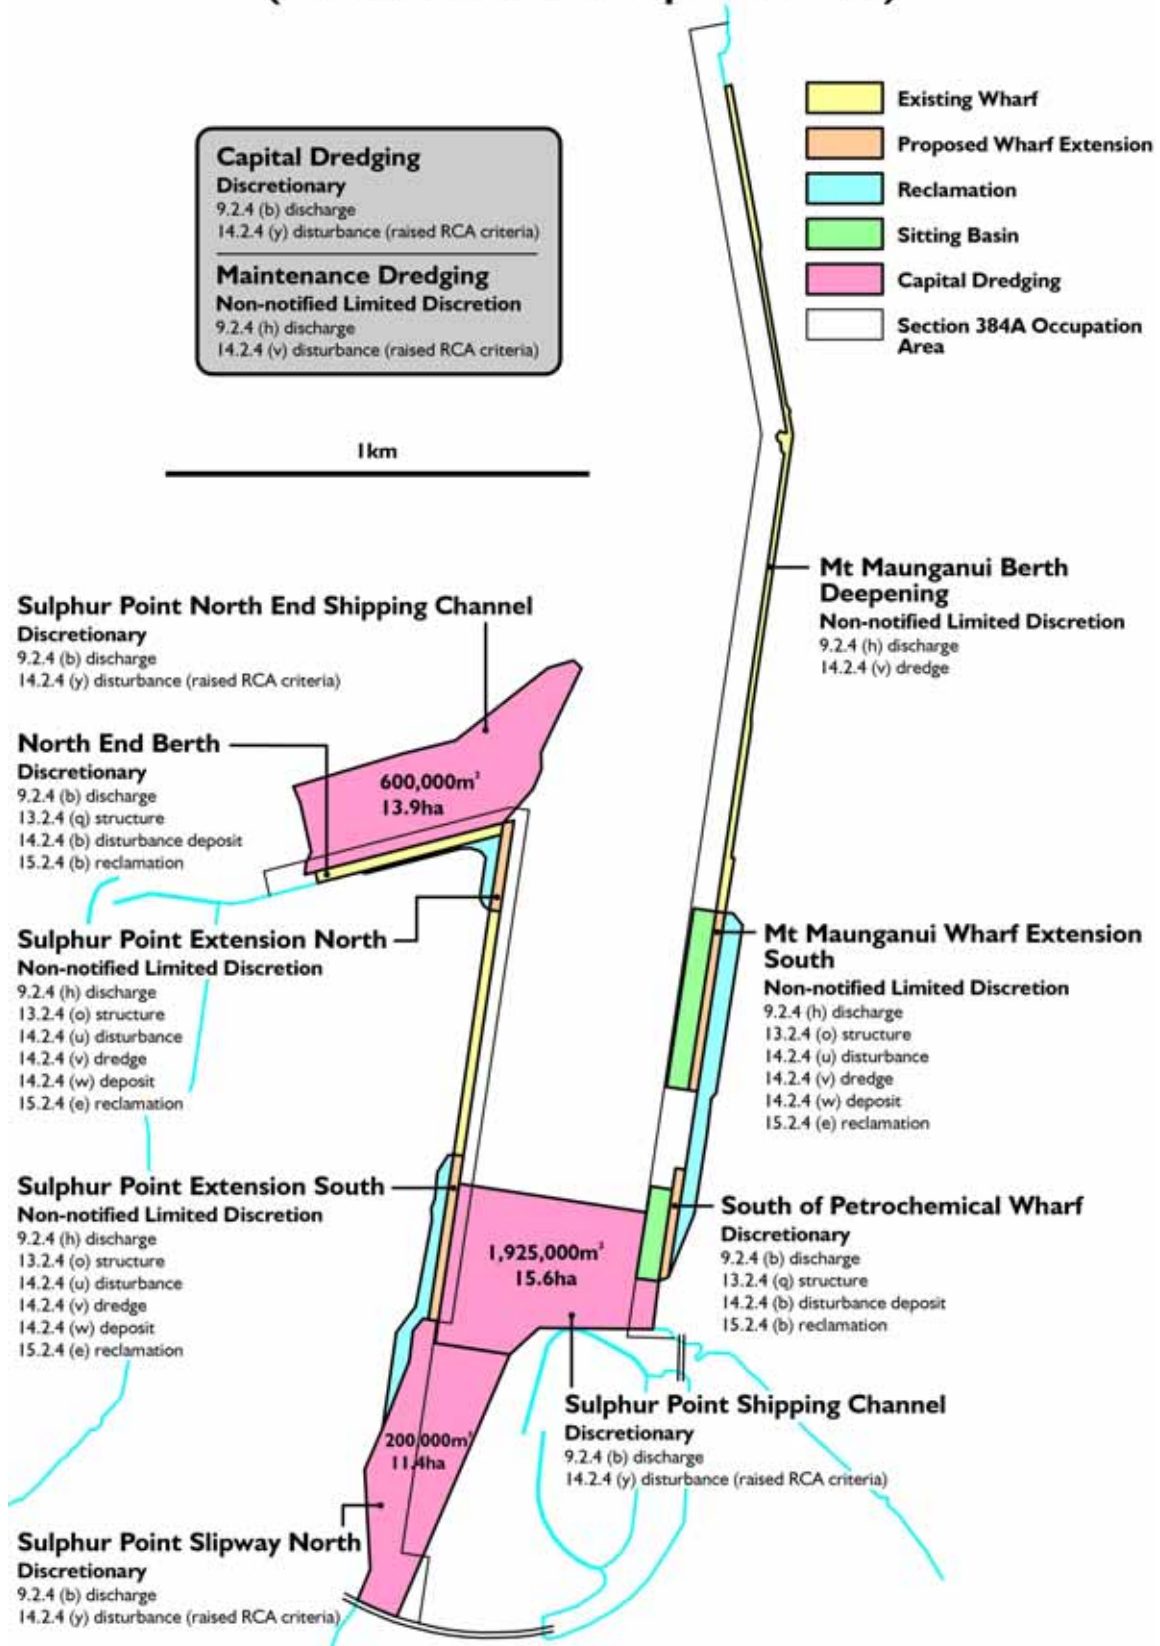 Capital Dredging
Discretionary
9.2.4 (b) discharge
14.2.4 (y) disturbance (raised RCA criteria)
Maintenance Dredging
Non-notified Limited Discretion
9.2.4 (h) discharge
14.2.4 (v) disturbance (raised RCA criteria)
Existing Wharf
Proposed Wharf Extension
Reclamation
Sitting Basin
Capital Dredging
Section 384A Occupation
Area
1km
Mt Maunganui Berth
Deepening
Non-notified Limited Discretion
9.2.4 (h) discharge
14.2.4 (v) dredge
Sulphur Point North End Shipping Channel
Discretionary
9.2.4 (b) discharge
14.2.4 (y) disturbance (raised RCA criteria)
North End Berth
Discretionary
9.2.4 (b) discharge
13.2.4 (q) structure
14.2.4 (b) disturbance deposit
15.2.4 (b) reclamation
600,000m³
13.9ha
Sulphur Point Extension North
Non-notified Limited Discretion
9.2.4 (h) discharge
13.2.4 (o) structure
14.2.4 (u) disturbance
14.2.4 (v) dredge
14.2.4 (w) deposit
15.2.4 (e) reclamation
Mt Maunganui Wharf Extension
South
Non-notified Limited Discretion
9.2.4 (h) discharge
13.2.4 (o) structure
14.2.4 (u) disturbance
14.2.4 (v) dredge
14.2.4 (w) deposit
15.2.4 (e) reclamation
Sulphur Point Extension South
Non-notified Limited Discretion
9.2.4 (h) discharge
13.2.4 (o) structure
14.2.4 (u) disturbance
14.2.4 (v) dredge
14.2.4 (w) deposit
15.2.4 (e) reclamation
1,925,000m³
15.6ha
South of Petrochemical Wharf
Discretionary
9.2.4 (b) discharge
13.2.4 (q) structure
14.2.4 (b) disturbance deposit
15.2.4 (b) reclamation
Sulphur Point Shipping Channel
Discretionary
9.2.4 (b) discharge
14.2.4 (y) disturbance (raised RCA criteria)
200,000m³
11.4ha
Sulphur Point Slipway North
Discretionary
9.2.4 (b) discharge
14.2.4 (y) disturbance (raised RCA criteria)